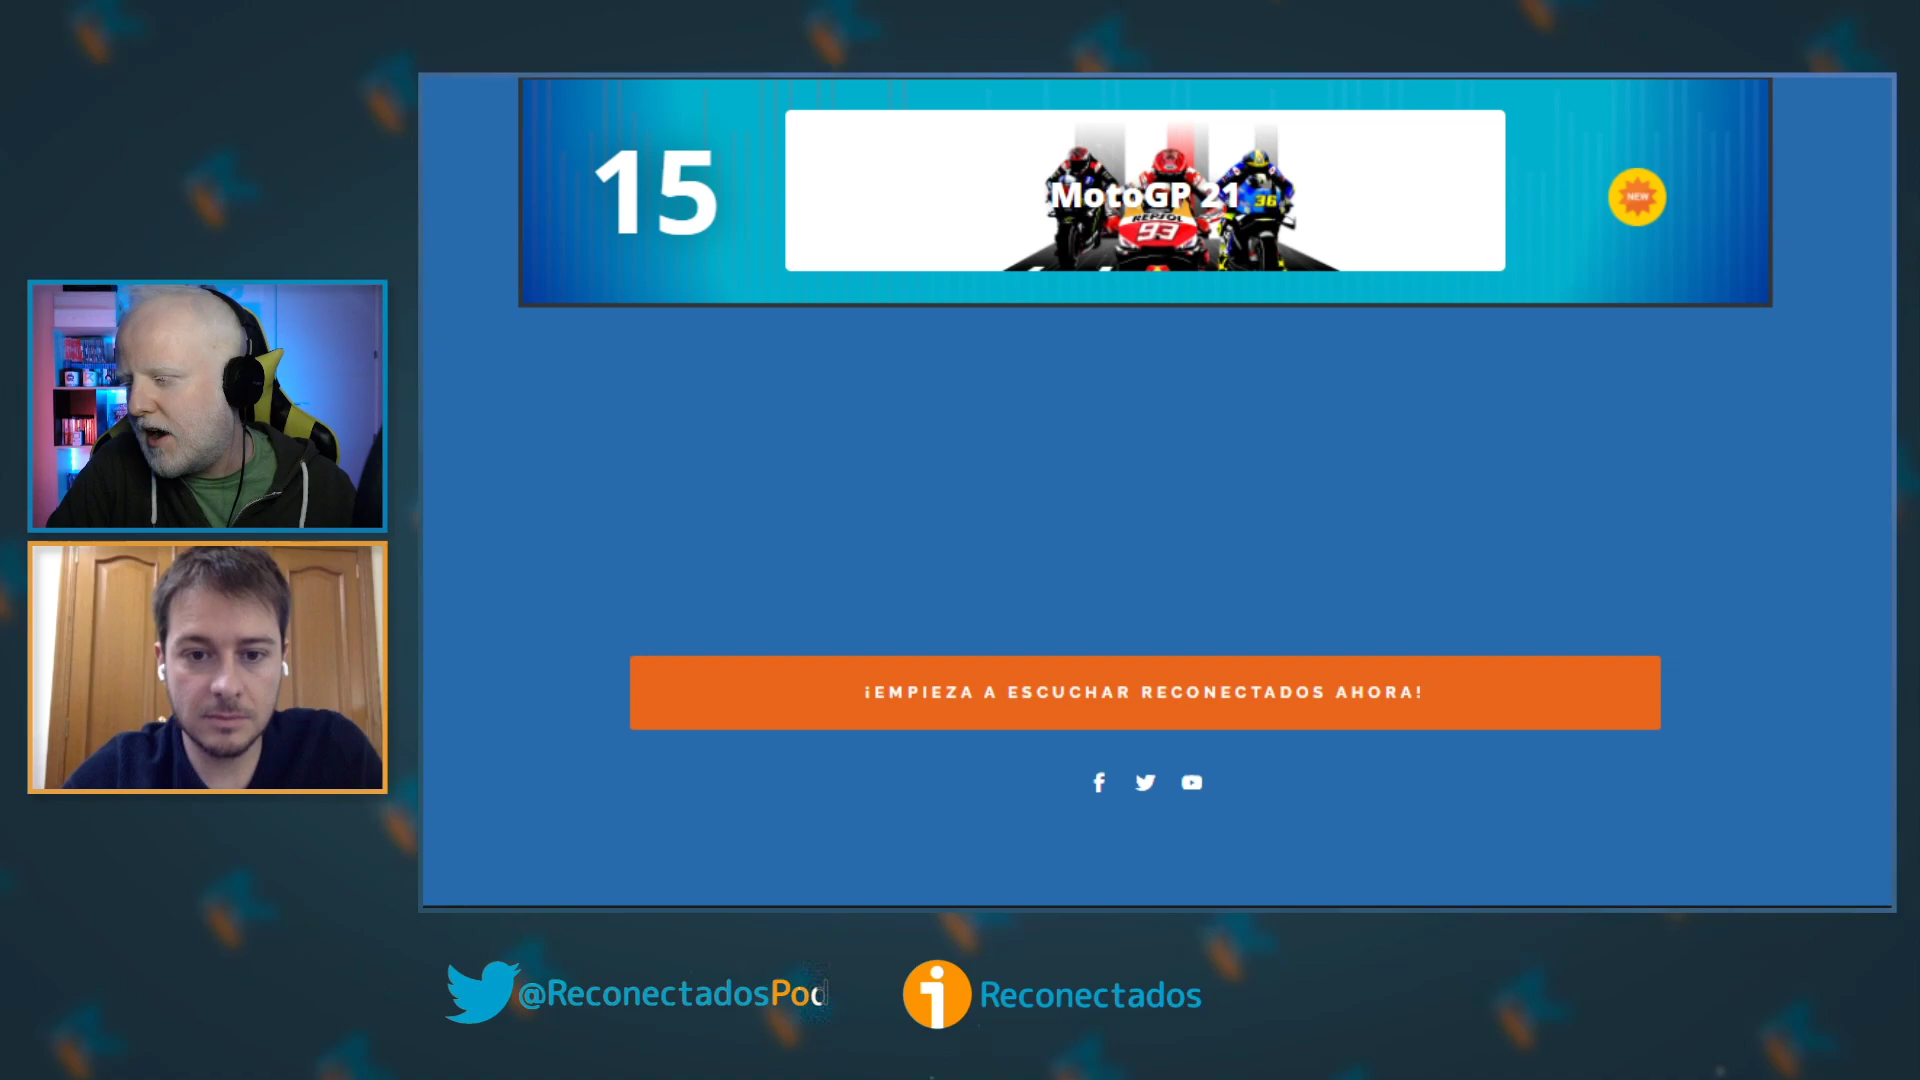 15
MotoGP 21
NEW
36
REPSOL
93
¡EMPIEZA A ESCUCHAR RECONECTADOS AHORA!
@ReconectadosPod
Reconectados